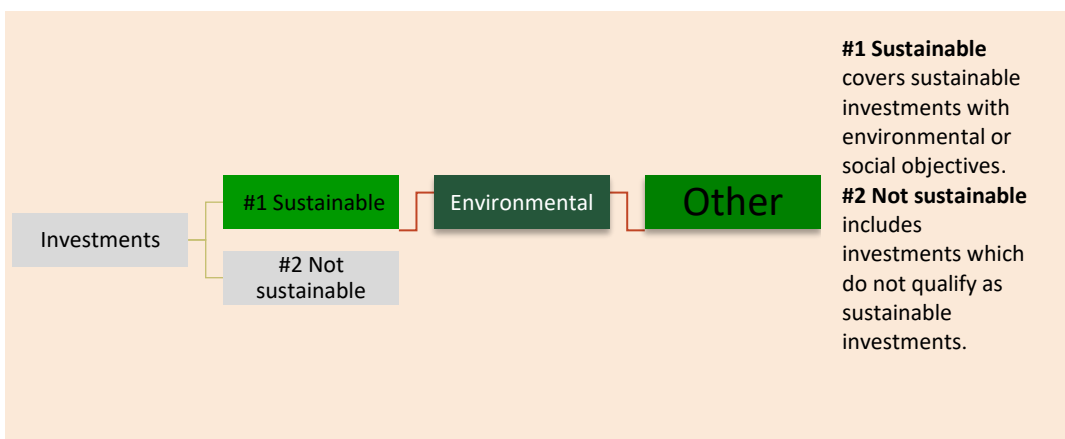 Investments
#1 Sustainable
#2 Not
sustainable
Environmental
Other
#1 Sustainable
covers sustainable
investments with
environmental or
social objectives.
#2 Not sustainable
includes
investments which
do not qualify as
sustainable
investments.